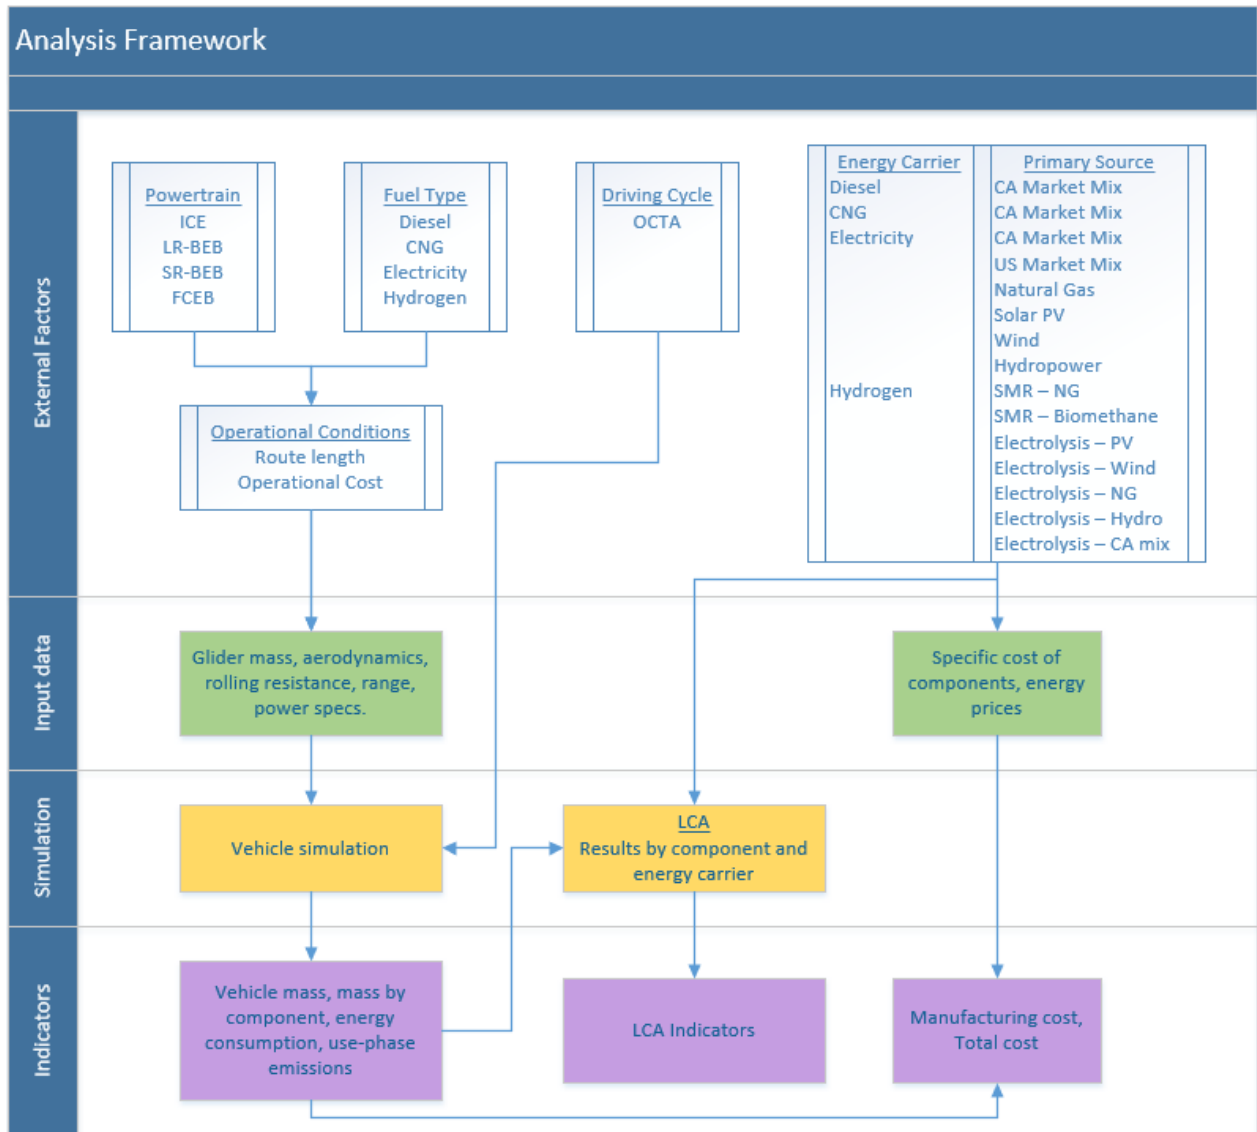 Analysis Framework
External Factors
Powertrain
ICE
LR-BEB
SR-BEB
FCEB
Fuel Type
Diesel
CNG
Electricity
Hydrogen
Driving Cycle
OCTA
Energy Carrier
Diesel
CNG
Electricity
Hydrogen
Primary Source
CA Market Mix
CA Market Mix
CA Market Mix
US Market Mix
Natural Gas
Solar PV
Wind
Hydropower
SMR – NG
SMR – Biomethane
Electrolysis – PV
Electrolysis – Wind
Electrolysis – NG
Electrolysis – Hydro
Electrolysis – CA mix
Operational Conditions
Route length
Operational Cost
Input data
Glider mass, aerodynamics,
rolling resistance, range,
power specs.
Specific cost of
components, energy
prices
Simulation
Vehicle simulation
LCA
Results by component and
energy carrier
Indicators
Vehicle mass, mass by
component, energy
consumption, use-phase
emissions
LCA Indicators
Manufacturing cost,
Total cost